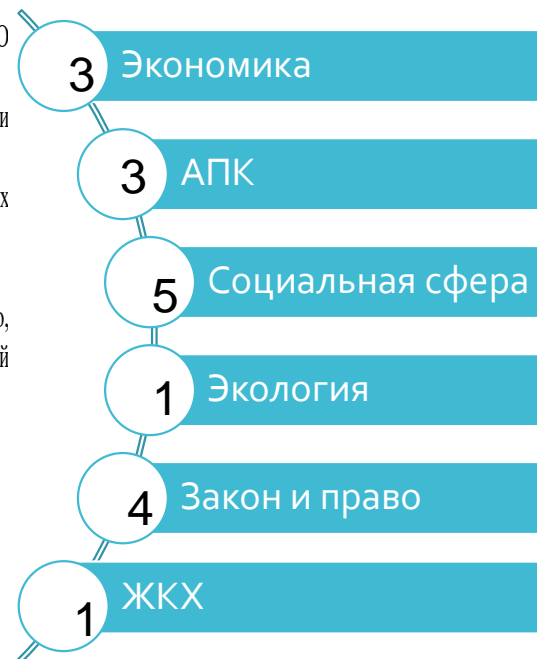 О
3 Экономика
и
3 АПК
х
5 Социальная сфера
о,
й
1 Экология
4 Закон и право
1 ЖКХ